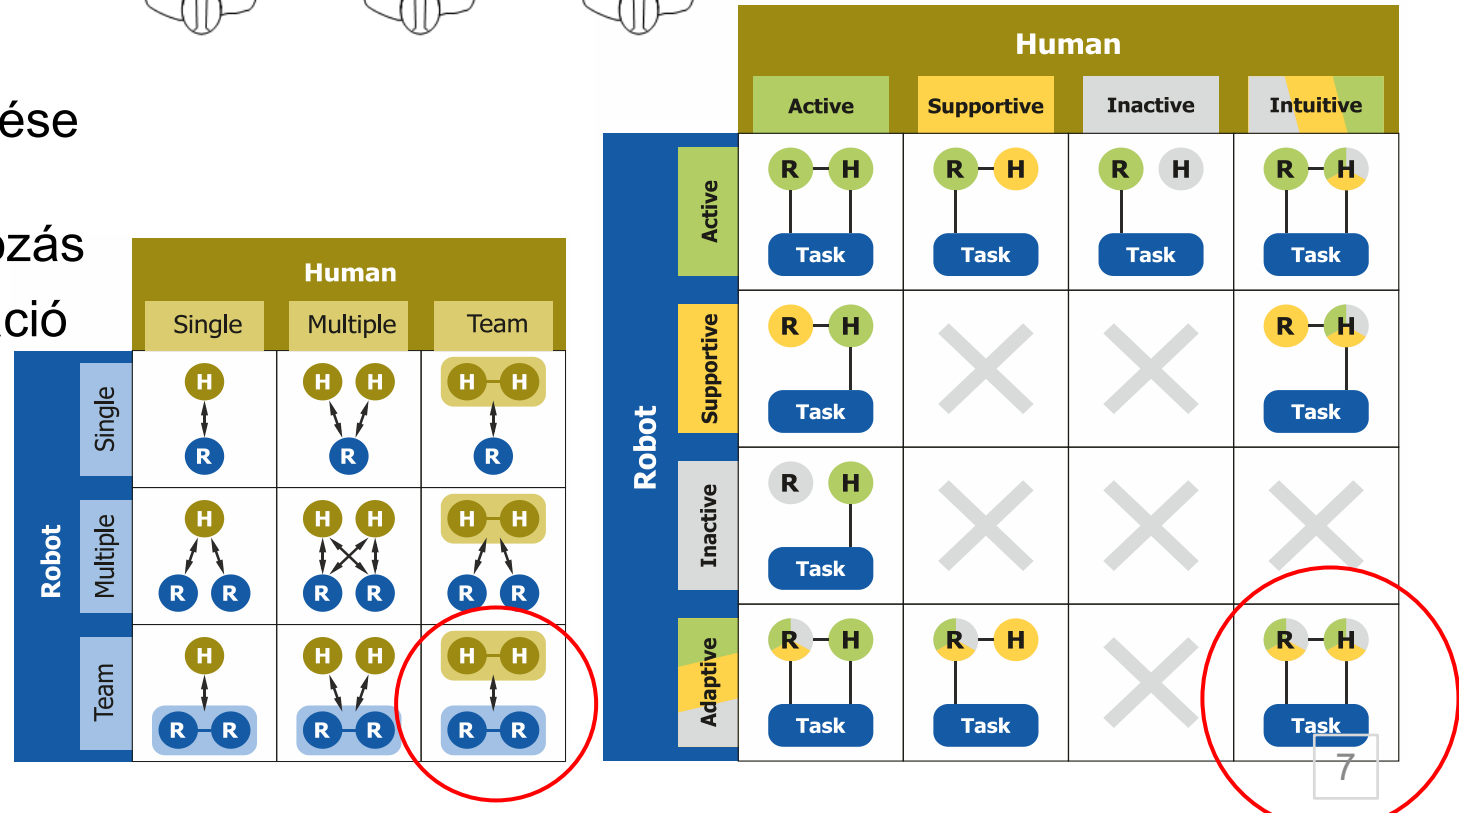 ése
ozás
ció
Human
Single Multiple Team
Robot
Single
H H H H H
R R R
Multiple
H H H H H
R R R R R R
Team
H H H H H
R R R R R R
Human
Active Supportive Inactive Intuitive
Robot
Active
R H R H R H R H
Task Task Task Task
Supportive
R H R H
Task Task
Inactive
R H
Task
Adaptive
R H R H R H
Task Task Task
7